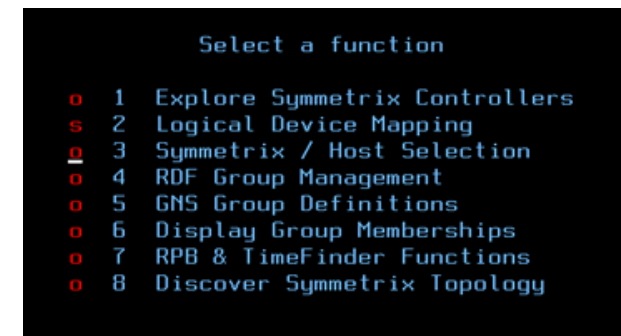 Select a function
o 1 Explore Symmetrix Controllers
s 2 Logical Device Mapping
o 3 Symmetrix / Host Selection
o 4 RDF Group Management
o 5 GNS Group Definitions
o 6 Display Group Memberships
o 7 RPB & TimeFinder Functions
o 8 Discover Symmetrix Topology